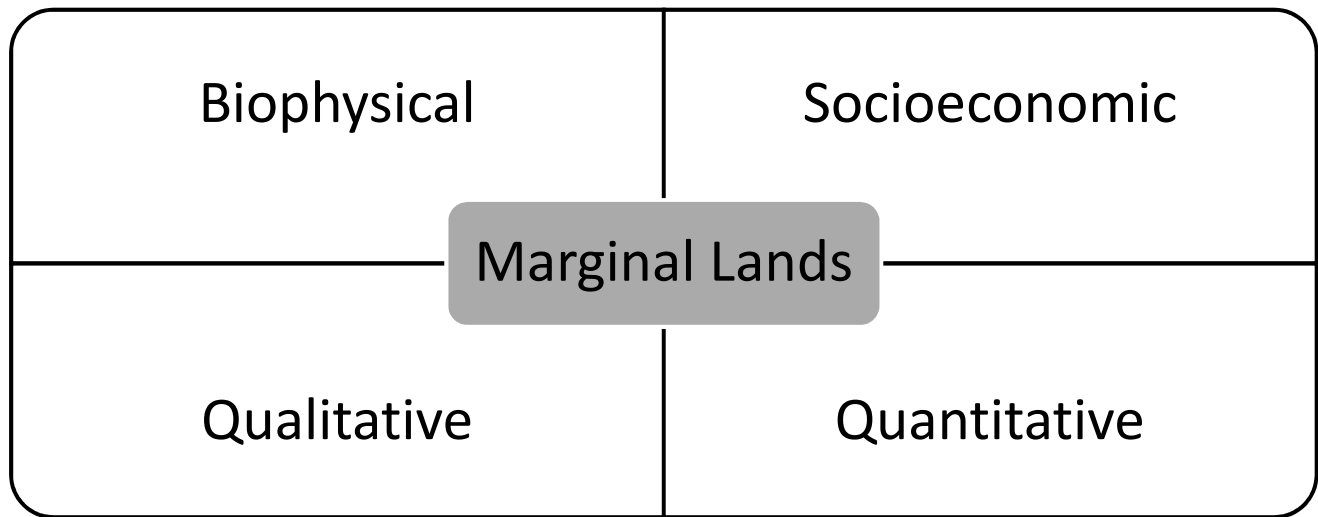 Biophysical
Socioeconomic
Marginal Lands
Qualitative
Quantitative